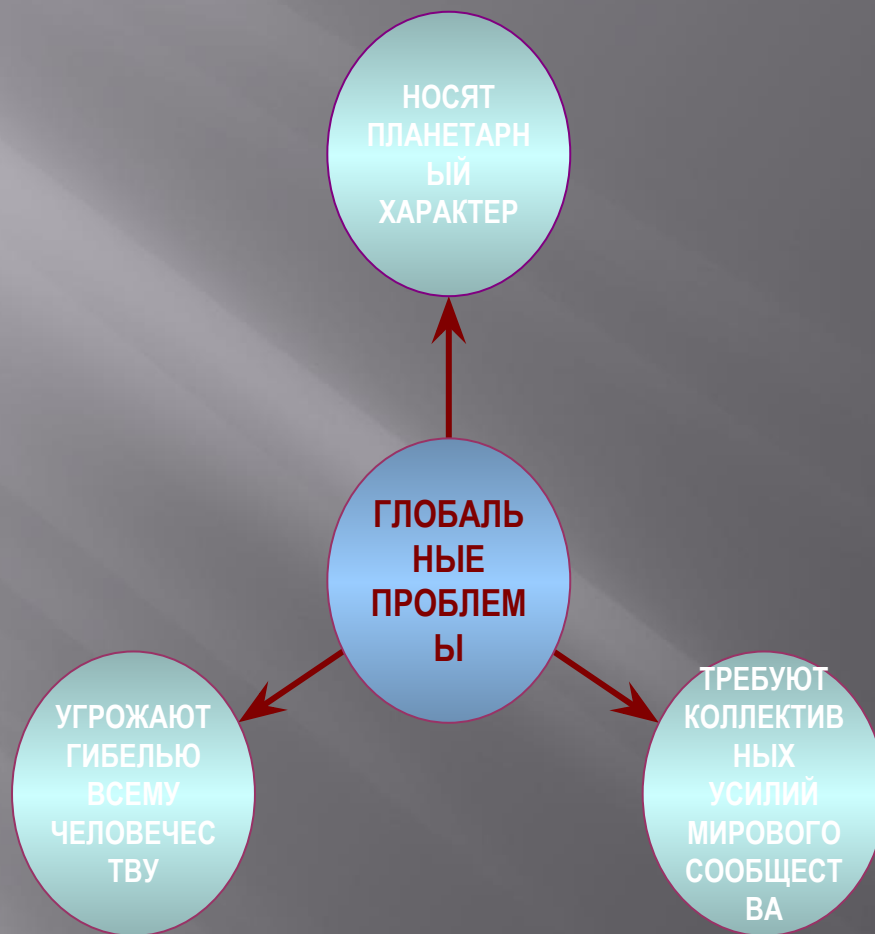 НОСЯТ
ПЛАНЕТАРН
ЫЙ
ХАРАКТЕР
ГЛОБАЛЬ
НЫЕ
ПРОБЛЕМ
Ы
УГРОЖАЮТ
ГИБЕЛЬЮ
ВСЕМУ
ЧЕЛОВЕЧЕС
ТВУ
ТРЕБУЮТ
КОЛЛЕКТИВ
НЫХ
УСИЛИЙ
МИРОВОГО
СООБЩЕСТ
ВА